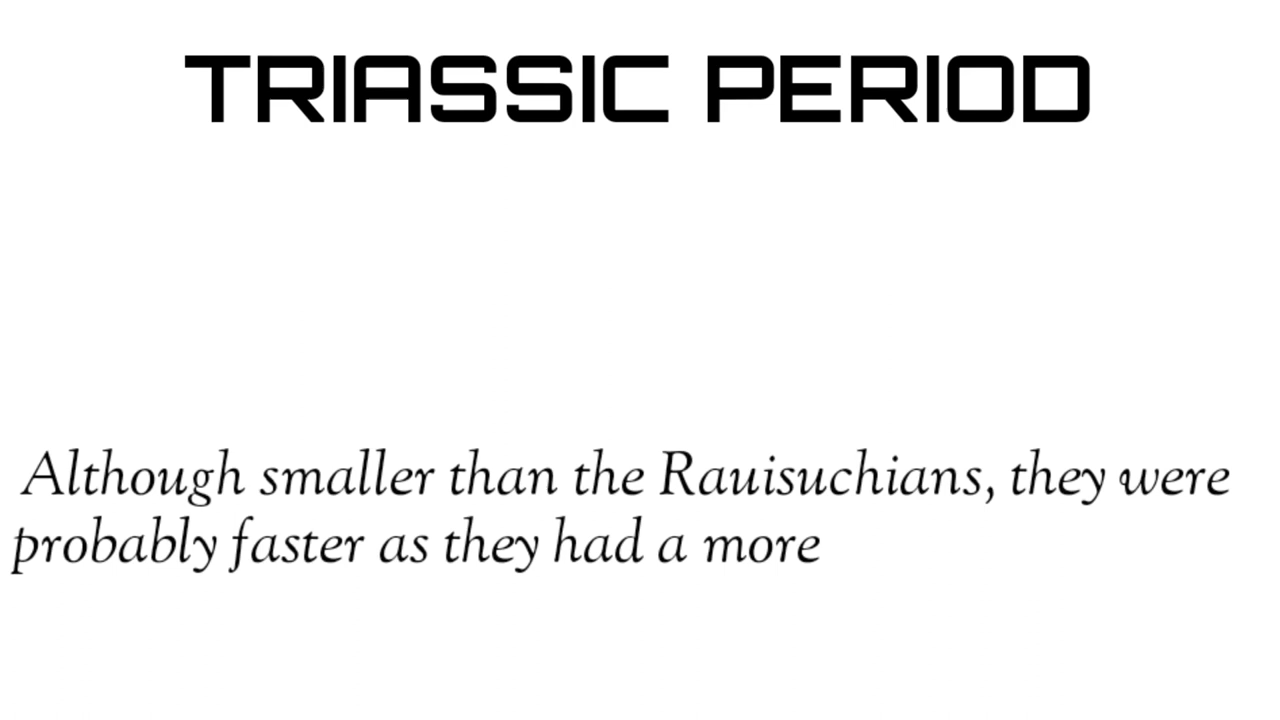 TRIASSIC PERIOD
Although smaller than the Rauisuchians, they were
probably faster as they had a more